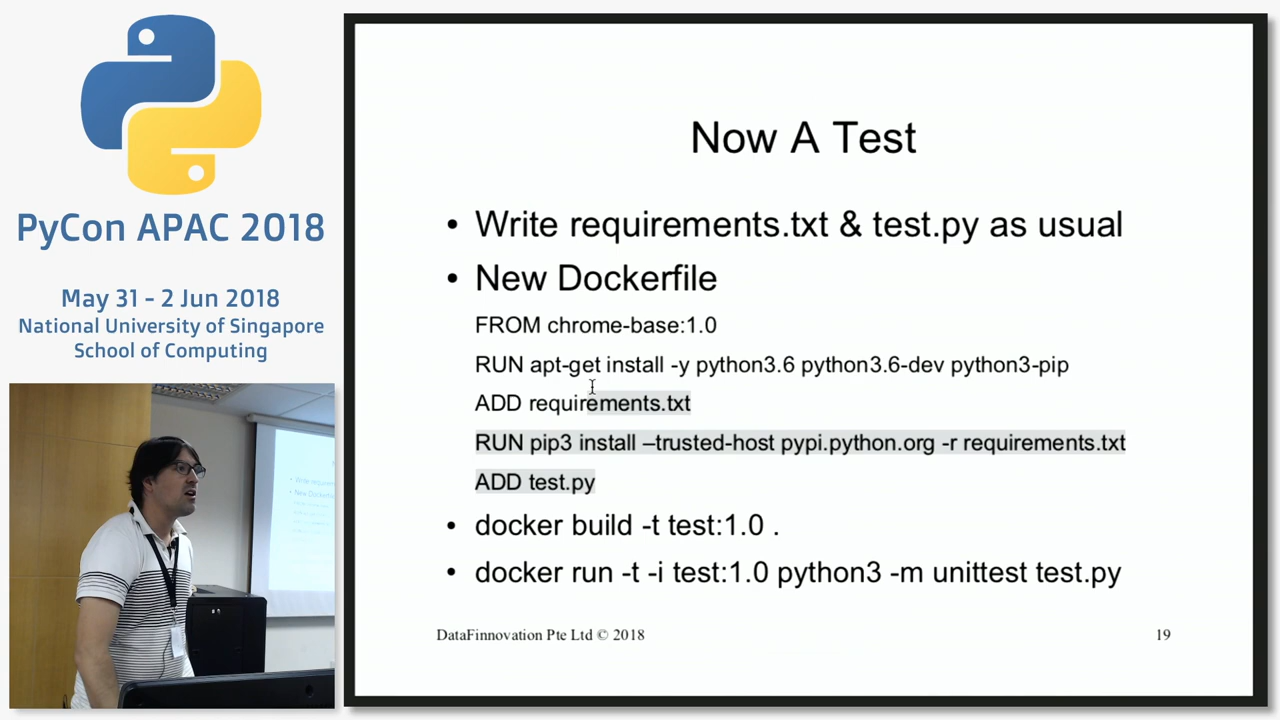 PyCon APAC 2018
May 31 - 2 Jun 2018
National University of Singapore
School of Computing
Now A Test
• Write requirements.txt & test.py as usual
• New Dockerfile
FROM chrome-base:1.0
RUN apt-get install -y python3.6 python3.6-dev python3-pip
ADD requirements.txt
RUN pip3 install –trusted-host pypi.python.org -r requirements.txt
ADD test.py
• docker build -t test:1.0 .
• docker run -t -i test:1.0 python3 -m unittest test.py
DataFinnovation Pte Ltd © 2018
19